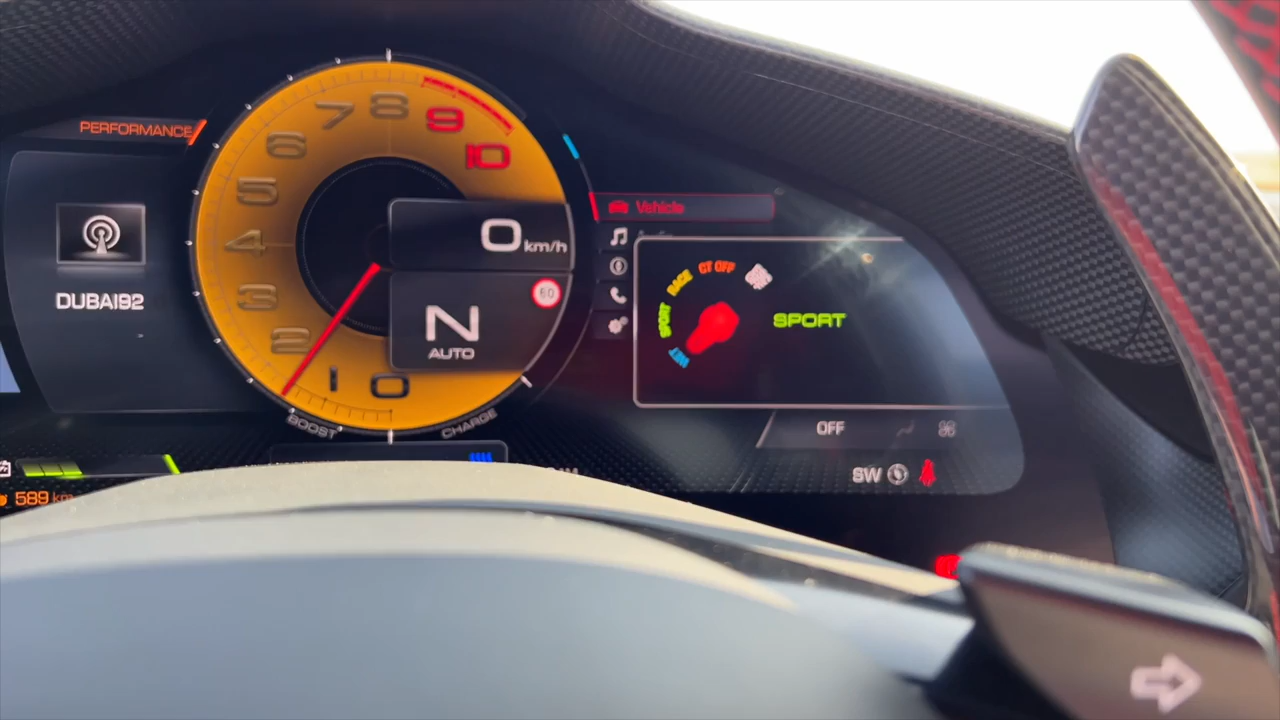 PERFORMANCE
DUBAI92
589 km
0
1
2
3
4
5
6
7
8
9
10
BOOST
CHARGE
0 km/h
60
N
AUTO
Vehicle
WET
SPORT
RACE
CT OFF
SPORT
OFF
SW